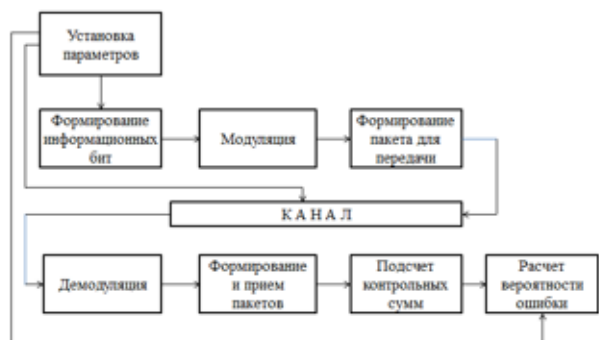 Установка
параметров
Формирование
информационных
бит
Модуляция
Формирование
пакета для
передачи
К А Н А Л
Демодуляция
Формирование
и прием
пакетов
Подсчет
контрольных
сумм
Расчет
вероятности
ошибки